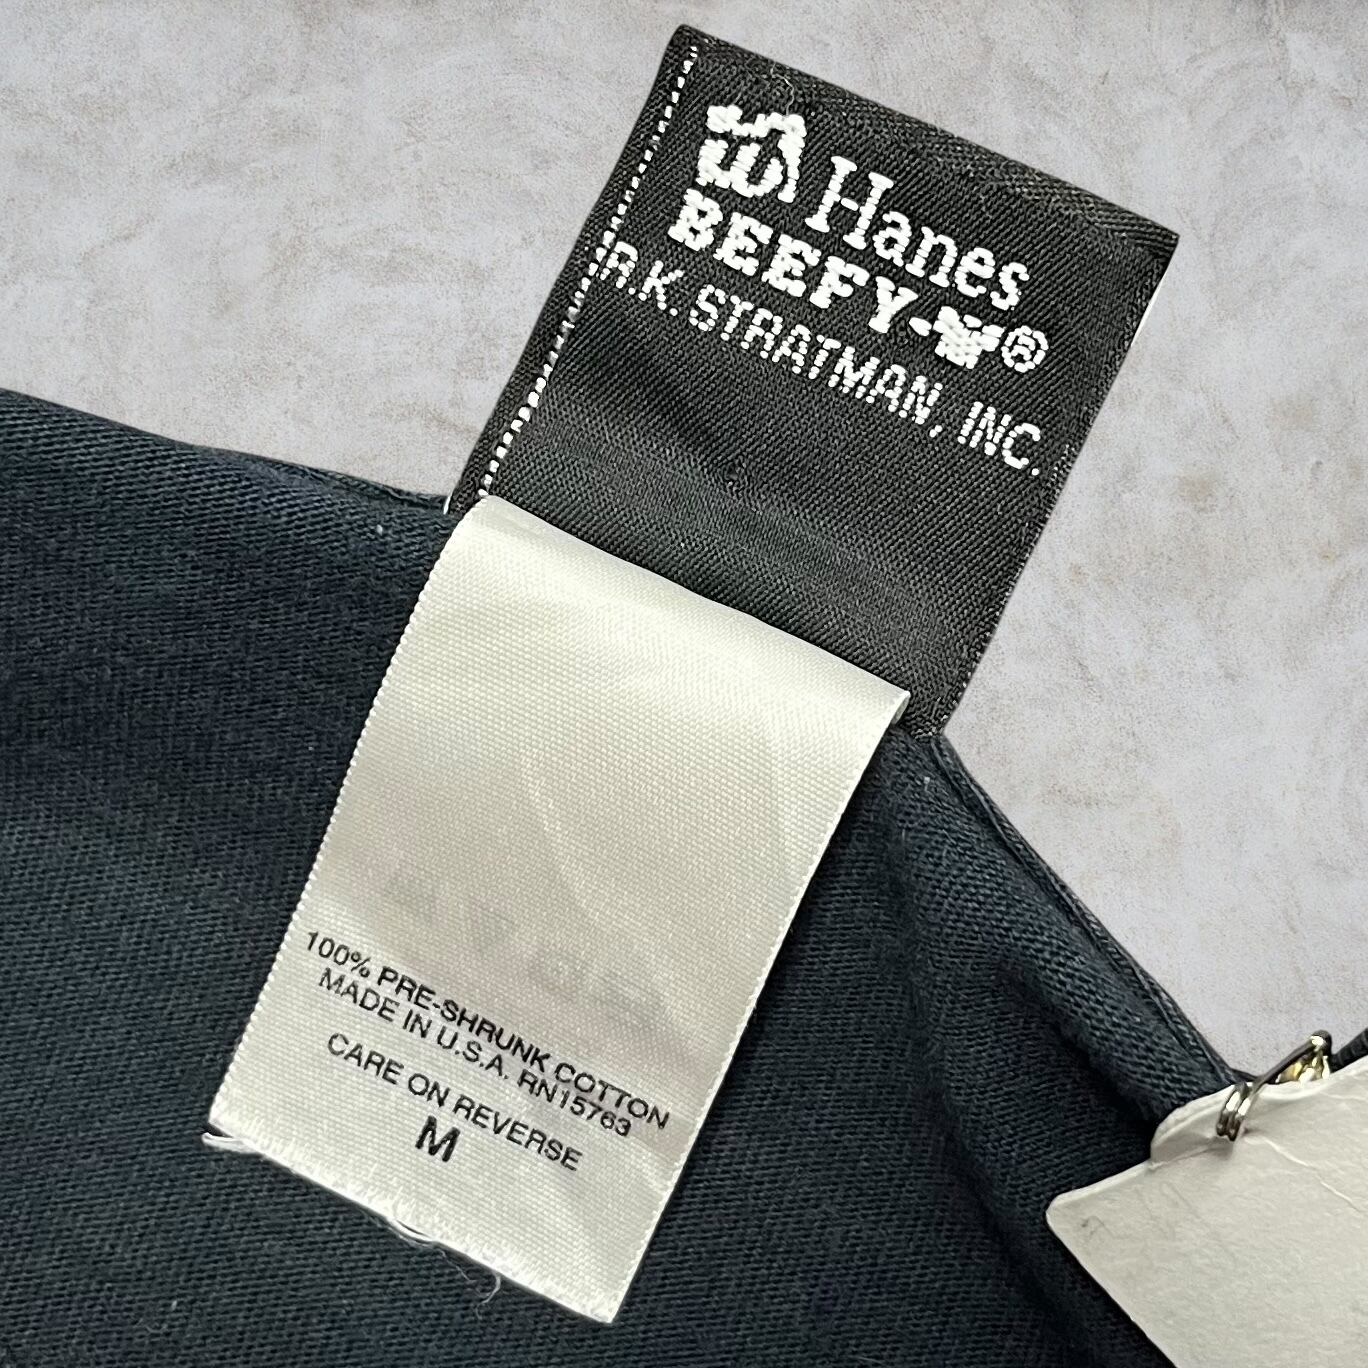 Hanes
BEEFY-T®
R.K. STRATMAN, INC.
100% PRE-SHRUNK COTTON
MADE IN U.S.A. RN15763
CARE ON REVERSE
M